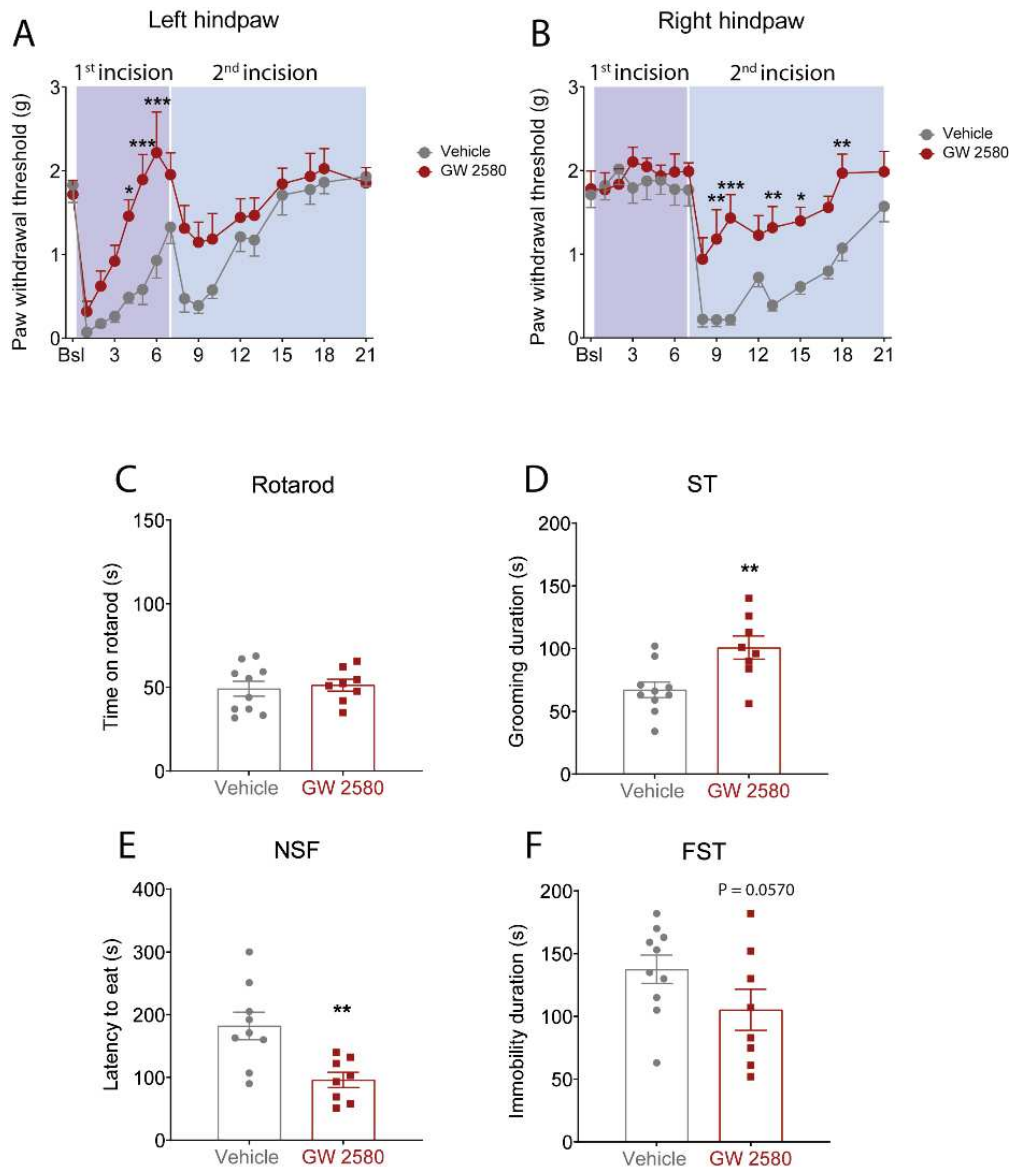 A
Left hindpaw
1st incision
2nd incision
Paw withdrawal threshold (g)
3
2
1
0
Bsl 3 6 9 12 15 18 21
*
***
***
Vehicle
GW 2580
B
Right hindpaw
1st incision
2nd incision
Paw withdrawal threshold (g)
3
2
1
0
Bsl 3 6 9 12 15 18 21
**
***
**
*
**
Vehicle
GW 2580
C
Rotarod
Time on rotarod (s)
150
100
50
0
Vehicle GW 2580
D
ST
Grooming duration (s)
200
150
100
50
0
**
Vehicle GW 2580
E
NSF
Latency to eat (s)
400
300
200
100
0
**
Vehicle GW 2580
F
FST
P = 0.0570
Immobility duration (s)
200
150
100
50
0
Vehicle GW 2580